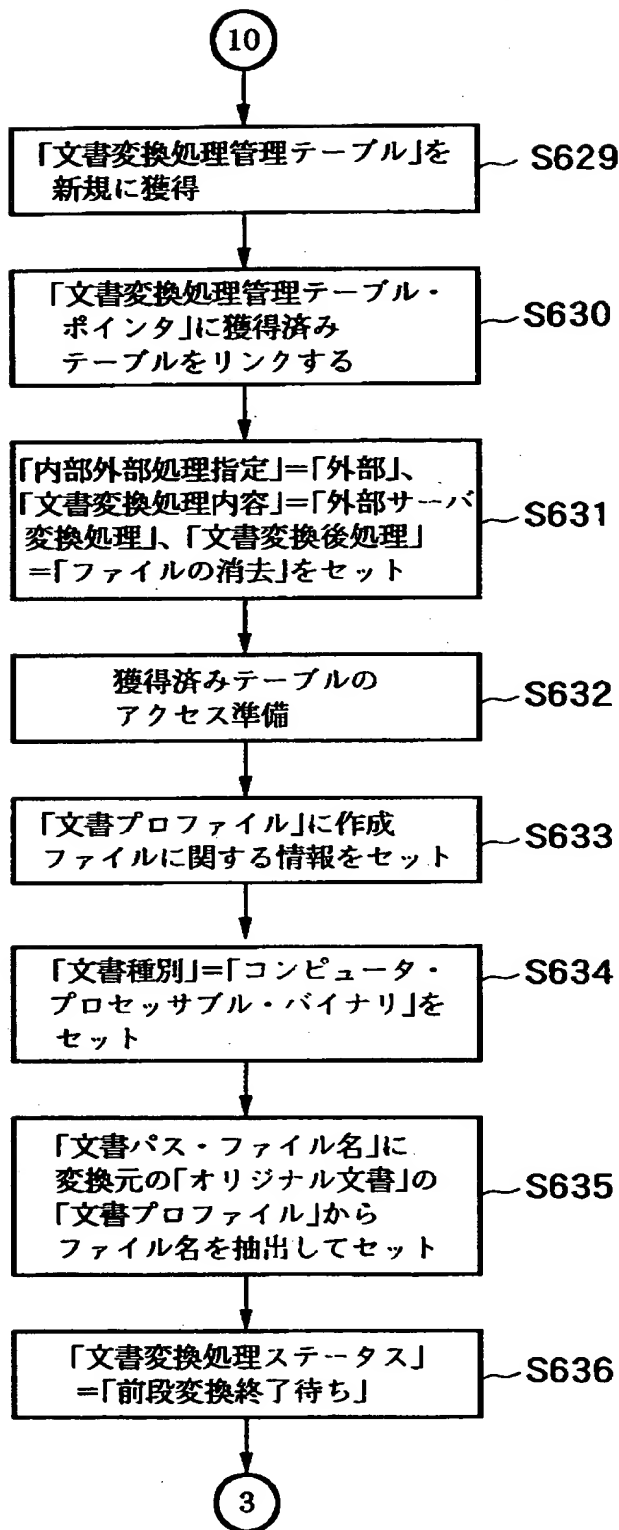 10
「文書変換処理管理テーブル」を
新規に獲得
S629
「文書変換処理管理テーブル・
ポインタ」に獲得済み
テーブルをリンクする
S630
「内部外部処理指定」＝「外部」、
「文書変換処理内容」＝「外部サーバ
変換処理」、「文書変換後処理」
＝「ファイルの消去」をセット
S631
獲得済みテーブルの
アクセス準備
S632
「文書プロファイル」に作成
ファイルに関する情報をセット
S633
「文書種別」＝「コンピュータ・
プロセッサブル・バイナリ」を
セット
S634
「文書パス・ファイル名」に
変換元の「オリジナル文書」の
「文書プロファイル」から
ファイル名を抽出してセット
S635
「文書変換処理ステータス」
＝「前段変換終了待ち」
S636
3